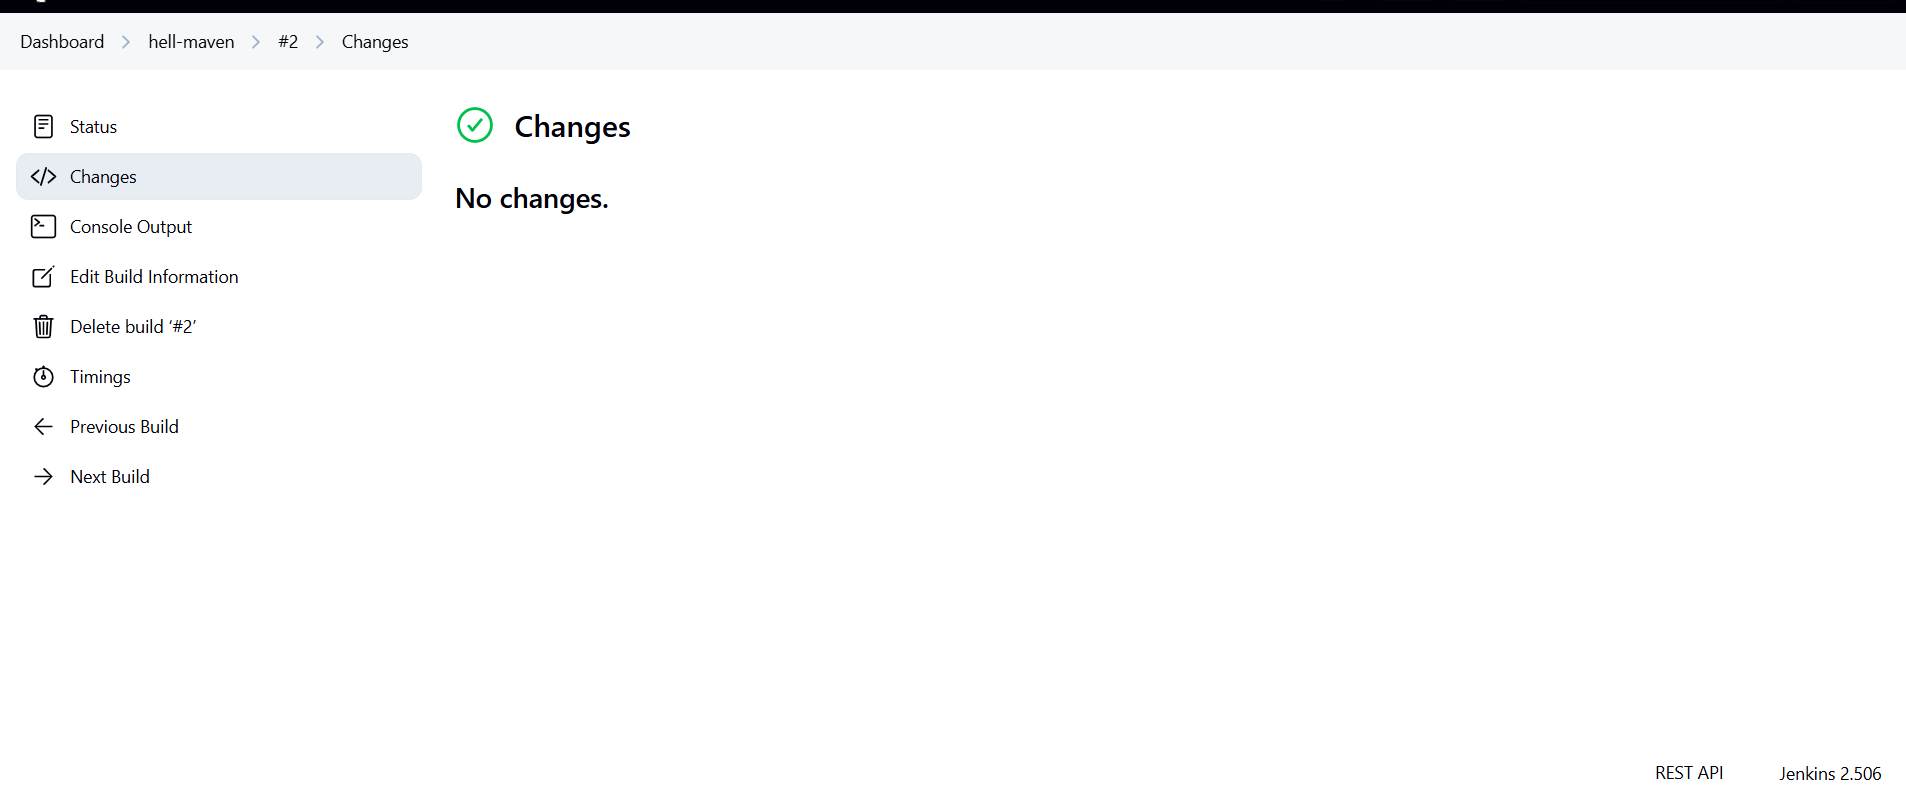 Dashboard > hell-maven > #2 > Changes
Status
Changes
Console Output
Edit Build Information
Delete build ‘#2’
Timings
Previous Build
Next Build
Changes
No changes.
REST API Jenkins 2.506